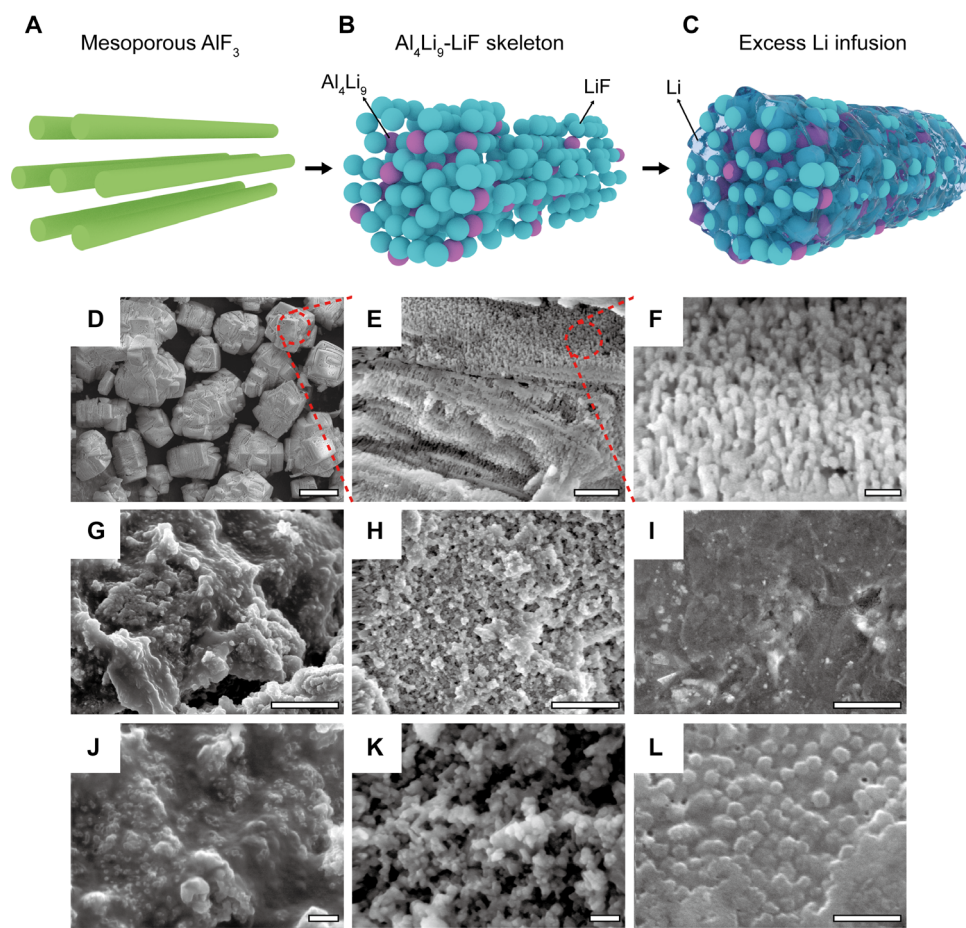 A
Mesoporous AlF₃
B
Al₄Li₉-LiF skeleton
C
Excess Li infusion
Al₄Li₉
LiF
Li
D
E
F
G
H
I
J
K
L